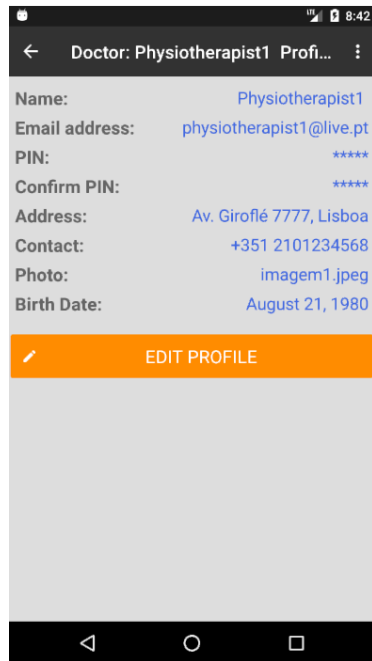 LTE 8:42
Doctor: Physiotherapist1 Profi...
Name: Physiotherapist1
Email address: physiotherapist1@live.pt
PIN: *****
Confirm PIN: *****
Address: Av. Giroflé 7777, Lisboa
Contact: +351 2101234568
Photo: imagem1.jpeg
Birth Date: August 21, 1980
EDIT PROFILE